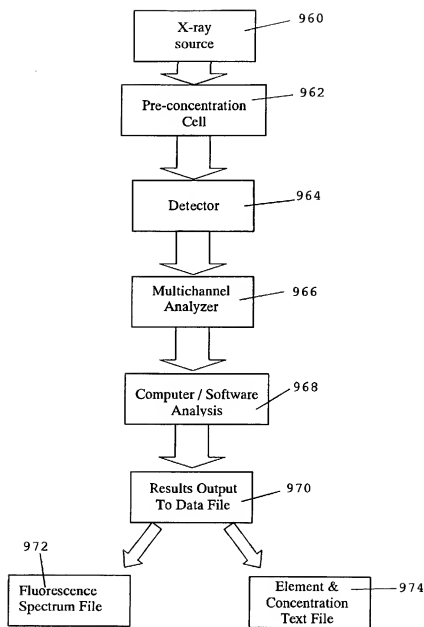 X-ray
source
960
Pre-concentration
Cell
962
Detector
964
Multichannel
Analyzer
966
Computer / Software
Analysis
968
Results Output
To Data File
970
972
Fluorescence
Spectrum File
Element &
Concentration
Text File
974